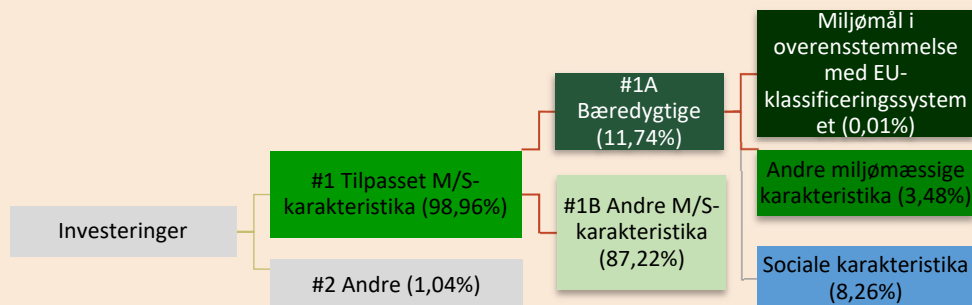 Investeringer
#1 Tilpasset M/S-
karakteristika (98,96%)
#2 Andre (1,04%)
#1A
Bæredygtige
(11,74%)
#1B Andre M/S-
karakteristika
(87,22%)
Miljømål i
overensstemmelse
med EU-
klassificeringssystem
et (0,01%)
Andre miljømæssige
karakteristika (3,48%)
Sociale karakteristika
(8,26%)